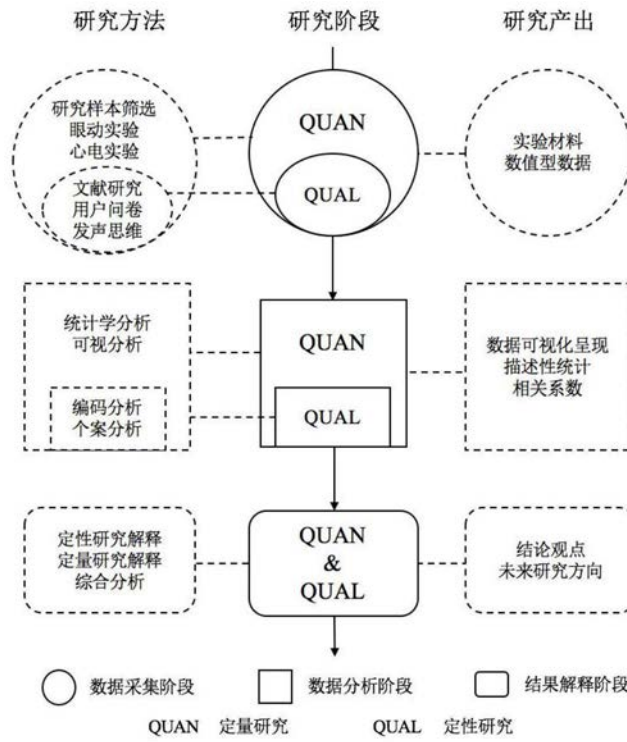 研究方法 研究阶段 研究产出
研究样本筛选
眼动实验
心电实验
文献研究
用户问卷
发声思维
QUAN
QUAL
实验材料
数值型数据
统计学分析
可视分析
编码分析
个案分析
QUAN
QUAL
数据可视化呈现
描述性统计
相关系数
定性研究解释
定量研究解释
综合分析
QUAN
&
QUAL
结论观点
未来研究方向
数据采集阶段 数据分析阶段 结果解释阶段
QUAN 定量研究 QUAL 定性研究